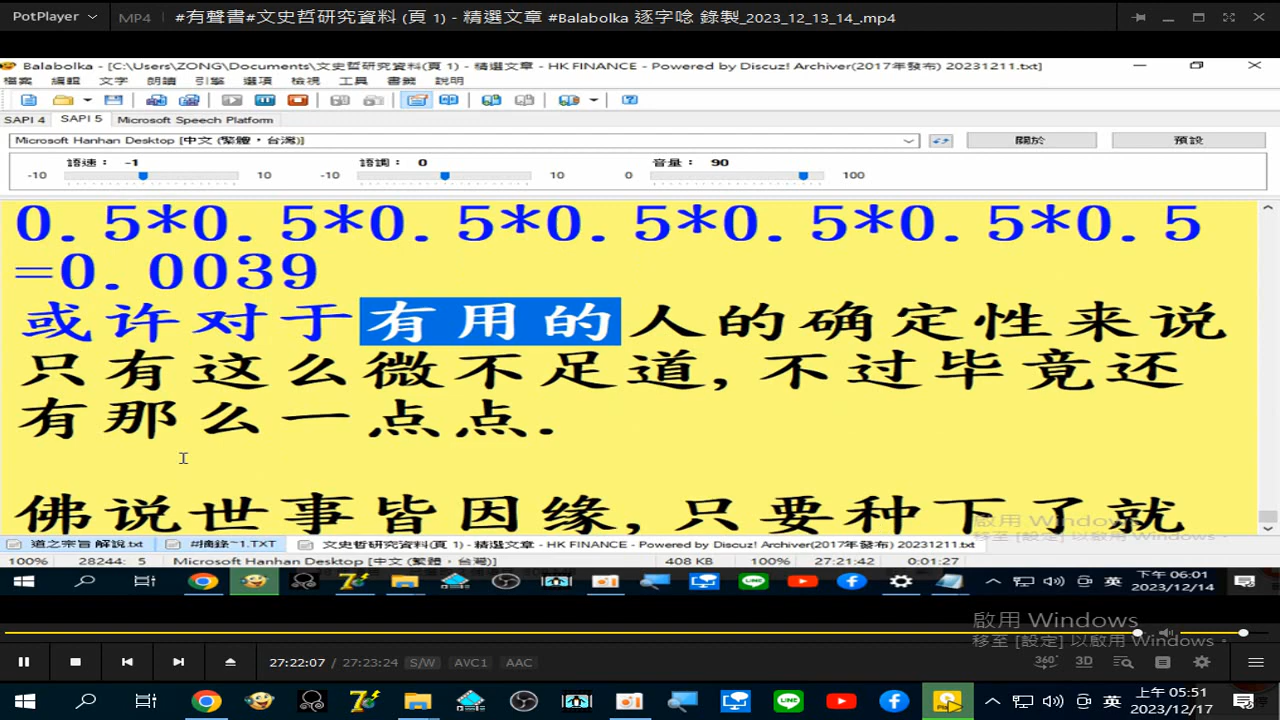 PotPlayer
MP4
#有聲書#文史哲研究資料 (頁 1) - 精選文章 #Balabolka 逐字唸 錄製_2023_12_13_14_.mp4
Balabolka - [C:\Users\ZONG\Documents\文史哲研究資料(頁 1) - 精選文章 - HK FINANCE - Powered by Discuz! Archiver(2017年發布) 20231211.txt]
檔案 編輯 文字 朗讀 引擎 選項 檢視 工具 書籤 說明
SAPI 4 SAPI 5 Microsoft Speech Platform
Microsoft Hanhan Desktop [中文 (繁體，台灣)] 關於 預設
語速： -1 語調： 0 音量： 90
-10 10 -10 10 0 100
0. 5*0. 5*0. 5*0. 5*0. 5*0. 5*0. 5
=0. 0039
或许对于有用的人的确定性来说
只有这么微不足道, 不过毕竟还
有那么一点点.
佛说世事皆因缘, 只要种下了就
道之宗旨 解說.txt #摘錄~1.TXT 文史哲研究資料(頁 1) - 精選文章 - HK FINANCE - Powered by Discuz! Archiver(2017年發布) 20231211.txt
100% 28244: 5 Microsoft Hanhan Desktop [中文 (繁體，台灣)] 408 KB 100% 27:21:42 0:01:27
英 下午 06:01
2023/12/14
啟用 Windows
移至 [設定] 以啟用 Windows。
27:22:07 / 27:23:24 S/W AVC1 AAC
360° 3D
英 上午 05:51
2023/12/17